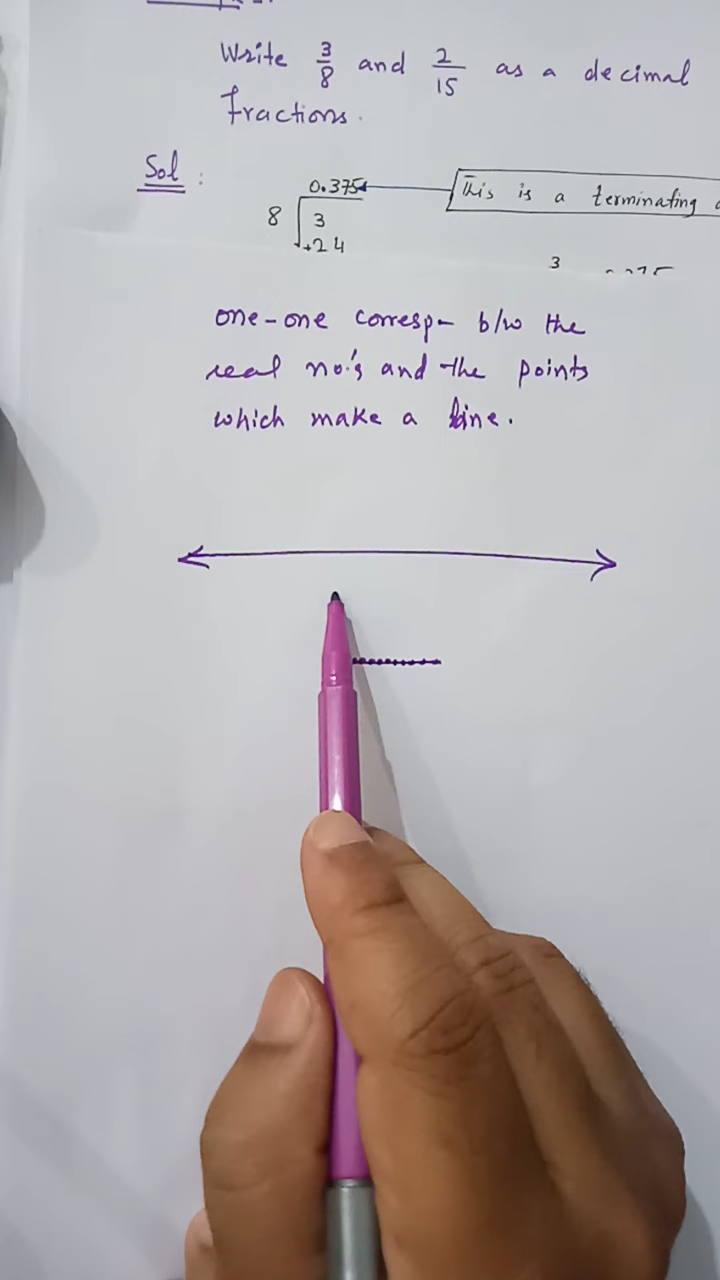 Write 3/8 and 2/15 as a decimal
fractions.
Sol :
0.375
This is a terminating
8 3
24
3
one-one corresp- b/w the
real no's and the points
which make a line.